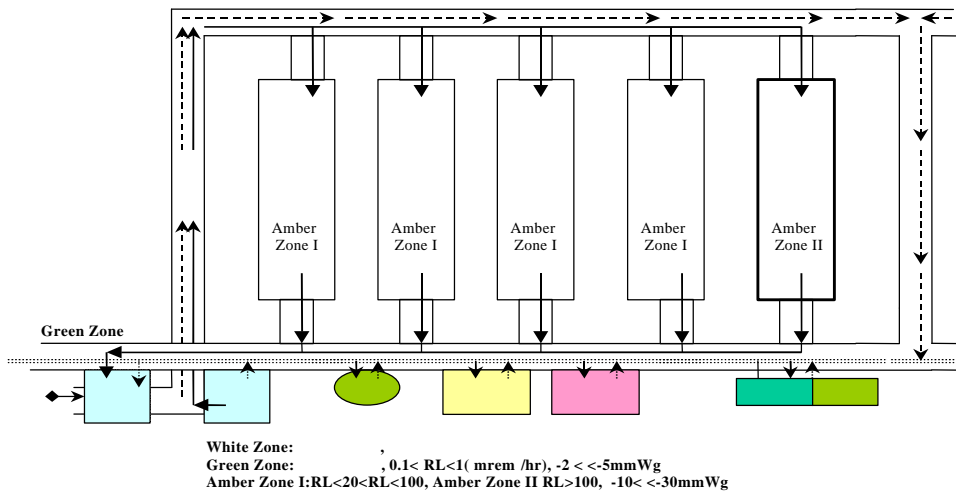 Amber
Zone I
Amber
Zone I
Amber
Zone I
Amber
Zone I
Amber
Zone II
Green Zone
White Zone: ,
Green Zone: , 0.1< RL<1( mrem /hr), -2 < <-5mmWg
Amber Zone I:RL<20<RL<100, Amber Zone II RL>100, -10< <-30mmWg